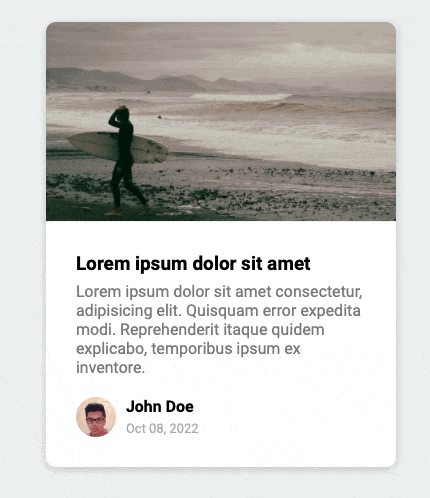 Lorem ipsum dolor sit amet
Lorem ipsum dolor sit amet consectetur,
adipisicing elit. Quisquam error expedita
modi. Reprehenderit itaque quidem
explicabo, temporibus ipsum ex
inventore.
John Doe
Oct 08, 2022